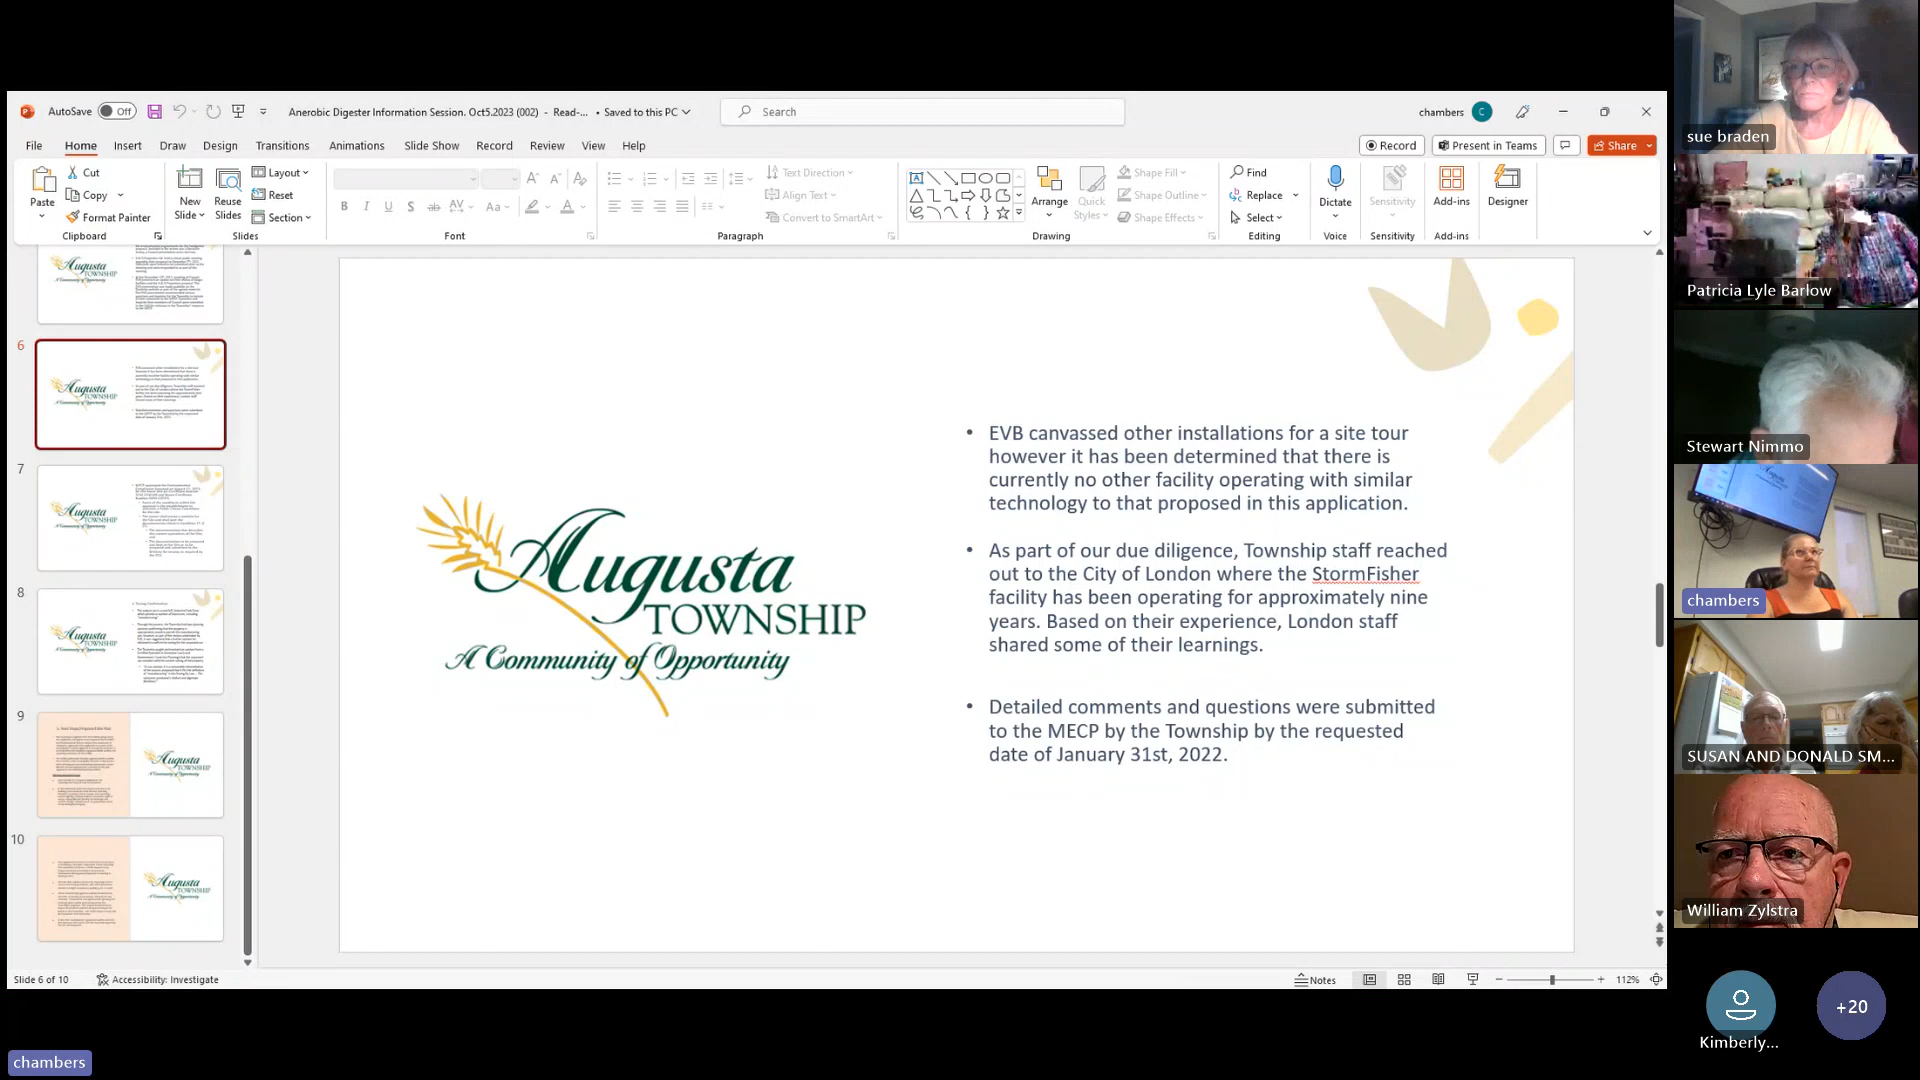 AutoSave Off
Anerobic Digester Information Session. Oct5.2023 (002) - Read-... • Saved to this PC
Search
chambers C
File Home Insert Draw Design Transitions Animations Slide Show Record Review View Help
Record Present in Teams Share
Paste
Cut
Copy
Format Painter
Clipboard
New Slide
Reuse Slides
Layout
Reset
Section
Slides
Font
Text Direction
Align Text
Convert to SmartArt
Paragraph
Arrange
Quick Styles
Shape Fill
Shape Outline
Shape Effects
Drawing
Find
Replace
Select
Editing
Dictate
Voice
Sensitivity
Sensitivity
Add-ins
Add-ins
Designer
6
7
8
9
10
Augusta
TOWNSHIP
A Community of Opportunity
• EVB canvassed other installations for a site tour
however it has been determined that there is
currently no other facility operating with similar
technology to that proposed in this application.
• As part of our due diligence, Township staff reached
out to the City of London where the StormFisher
facility has been operating for approximately nine
years. Based on their experience, London staff
shared some of their learnings.
• Detailed comments and questions were submitted
to the MECP by the Township by the requested
date of January 31st, 2022.
Slide 6 of 10
Accessibility: Investigate
Notes
112%
sue braden
Patricia Lyle Barlow
Stewart Nimmo
chambers
SUSAN AND DONALD SM...
William Zylstra
Kimberly...
+20
chambers